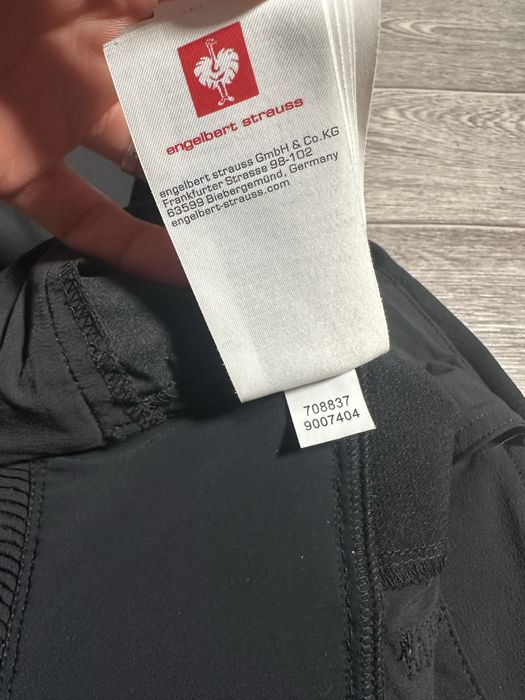 engelbert strauss
engelbert strauss GmbH & Co.KG
Frankfurter Strasse 98-102
63599 Biebergemünd, Germany
engelbert-strauss.com
708837
9007404